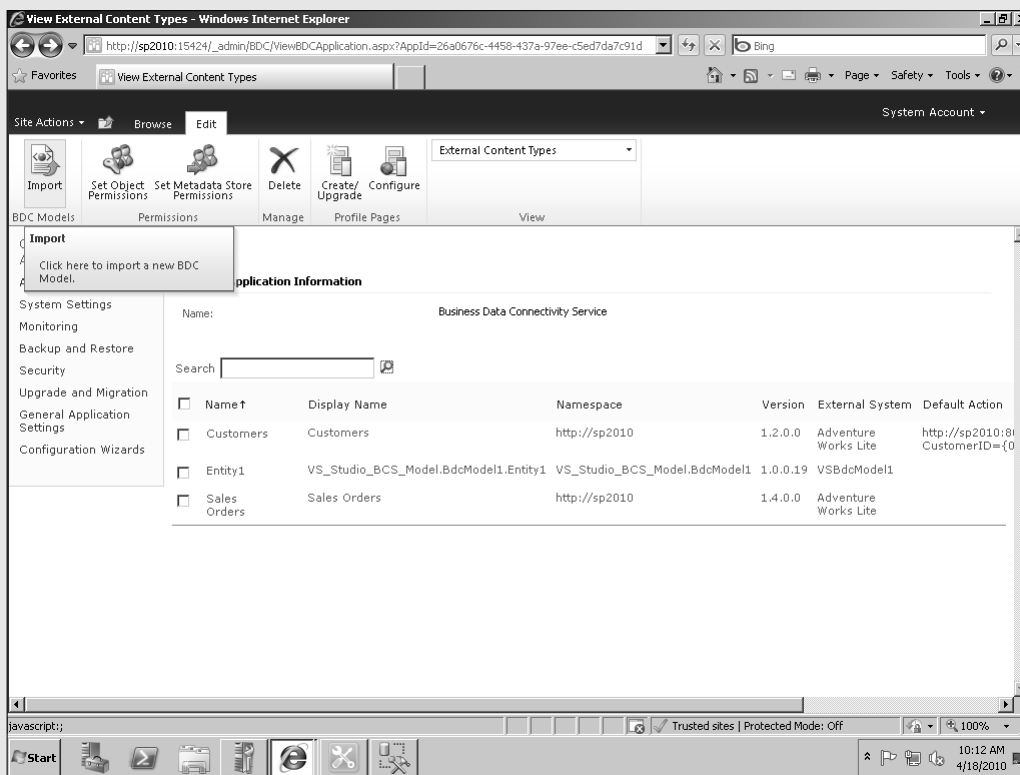 View External Content Types - Windows Internet Explorer
http://sp2010:15424/_admin/BDC/ViewBDCApplication.aspx?AppId=26a0676c-4458-437a-97ee-c5ed7da7c91d
Bing
Favorites
View External Content Types
Page
Safety
Tools
System Account
Site Actions
Browse
Edit
Import
Set Object Permissions
Set Metadata Store Permissions
Delete
Create/ Upgrade
Configure
External Content Types
BDC Models
Permissions
Manage
Profile Pages
View
Import
Click here to import a new BDC
Model.
pplication Information
System Settings
Monitoring
Backup and Restore
Security
Upgrade and Migration
General Application
Settings
Configuration Wizards
Name:
Business Data Connectivity Service
Search
Name↑ Display Name Namespace Version External System Default Action
Customers Customers http://sp2010 1.2.0.0 Adventure Works Lite http://sp2010:8 CustomerID={0
Entity1 VS_Studio_BCS_Model.BdcModel1.Entity1 VS_Studio_BCS_Model.BdcModel1 1.0.0.19 VSBdcModel1
Sales Orders Sales Orders http://sp2010 1.4.0.0 Adventure Works Lite
javascript:;
Trusted sites | Protected Mode: Off
100%
Start
10:12 AM
4/18/2010